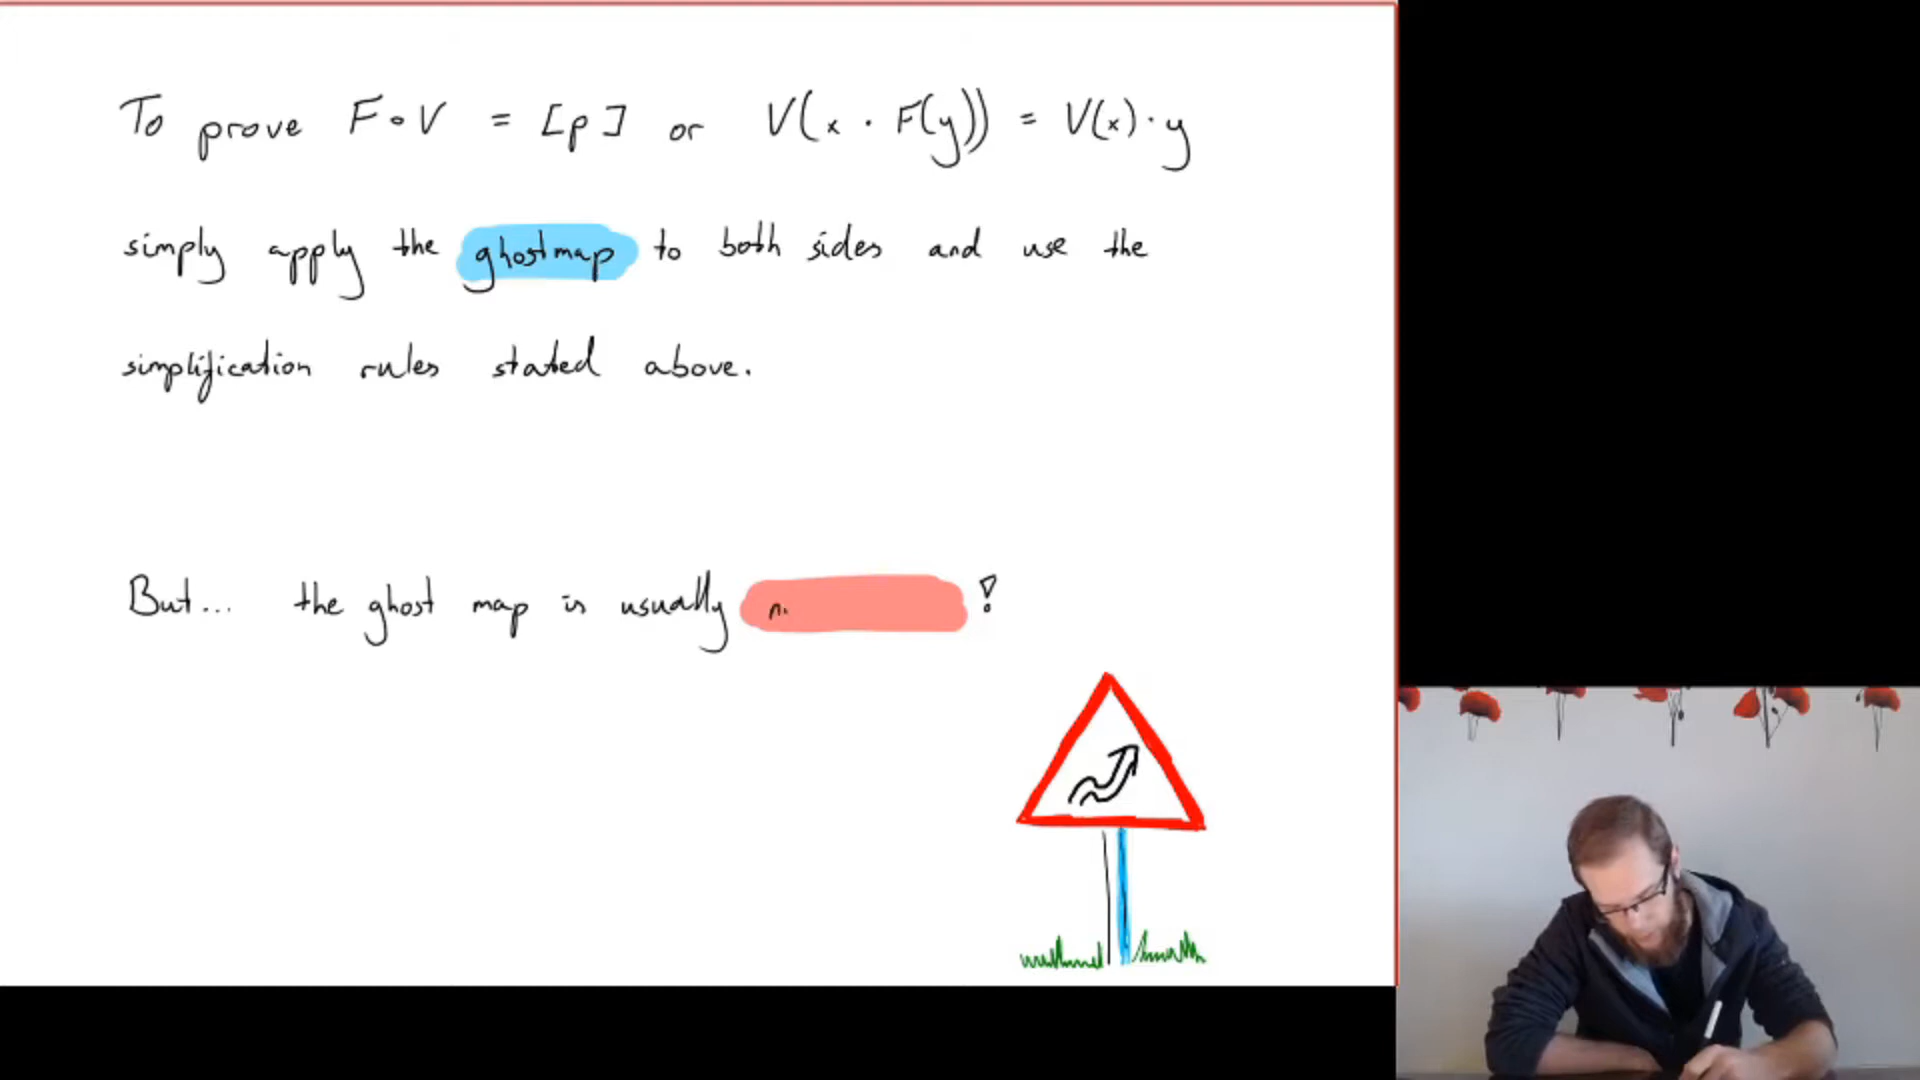 To prove F∘V = [p] or V(x · F(y)) = V(x) · y
simply apply the ghostmap to both sides and use the
simplification rules stated above.
But... the ghost map is usually n !